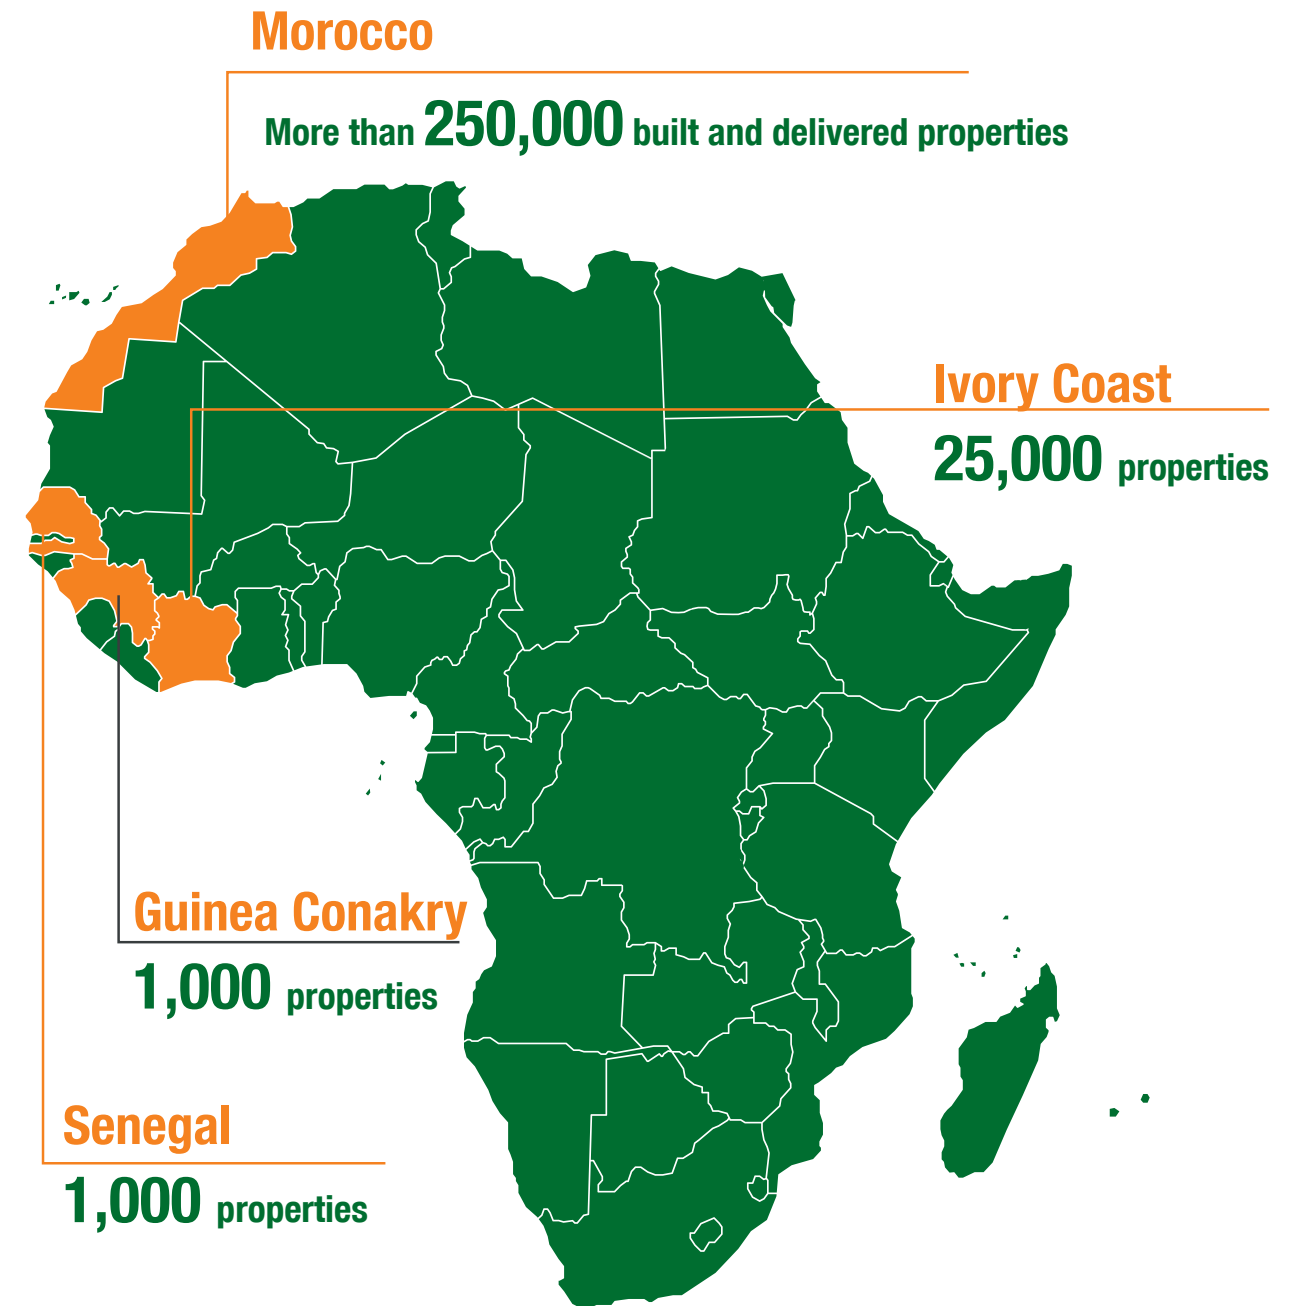 Morocco
More than 250,000 built and delivered properties
Ivory Coast
25,000 properties
Guinea Conakry
1,000 properties
Senegal
1,000 properties